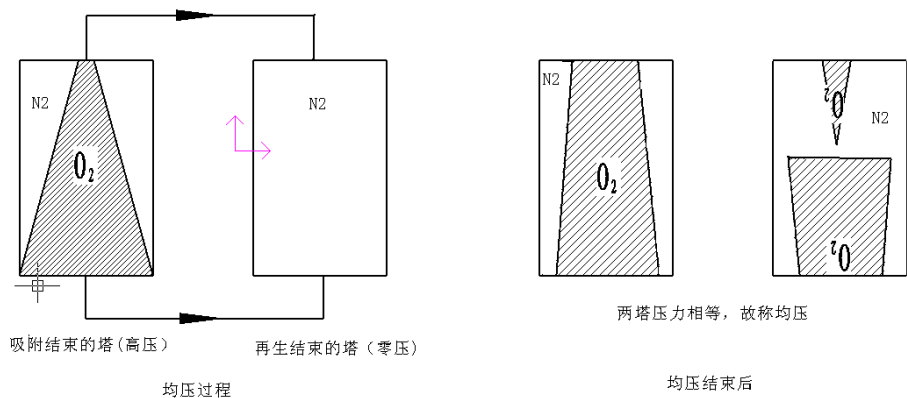 N2
O₂
N2
吸附结束的塔(高压)
再生结束的塔（零压)
均压过程
N2
O₂
O₂
N2
O₂
两塔压力相等，故称均压
均压结束后